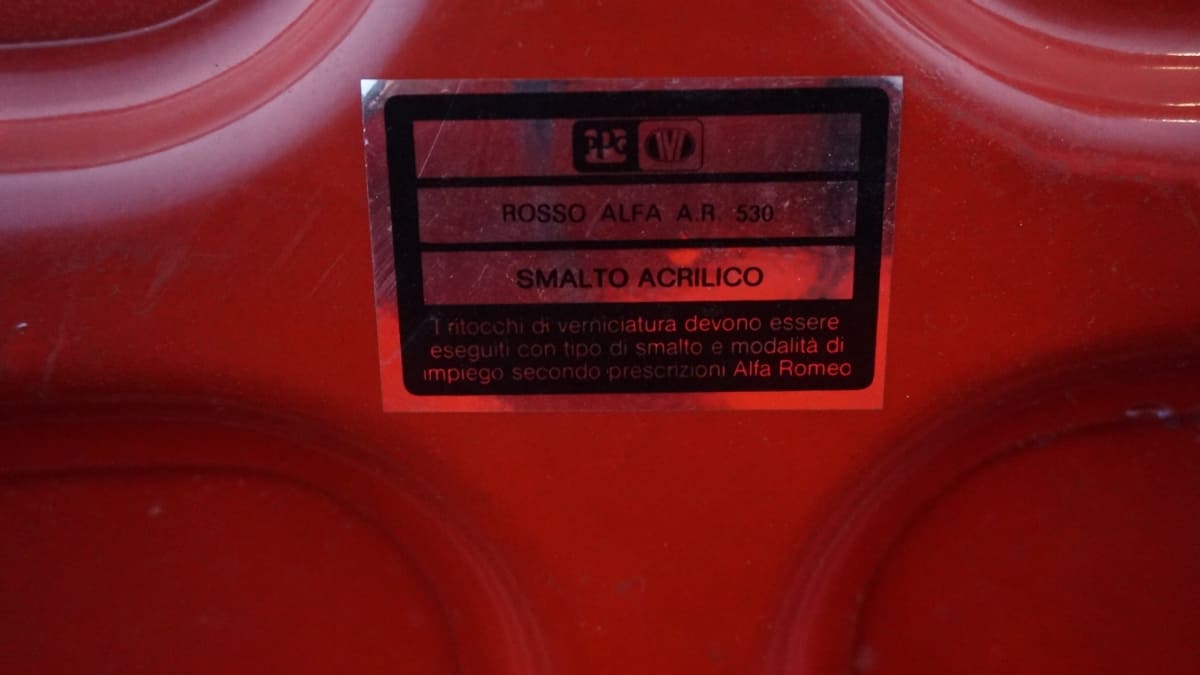 PPG IVI
ROSSO ALFA A.R. 530
SMALTO ACRILICO
I ritocchi di verniciatura devono essere
eseguiti con tipo di smalto e modalità di
impiego secondo prescrizioni Alfa Romeo